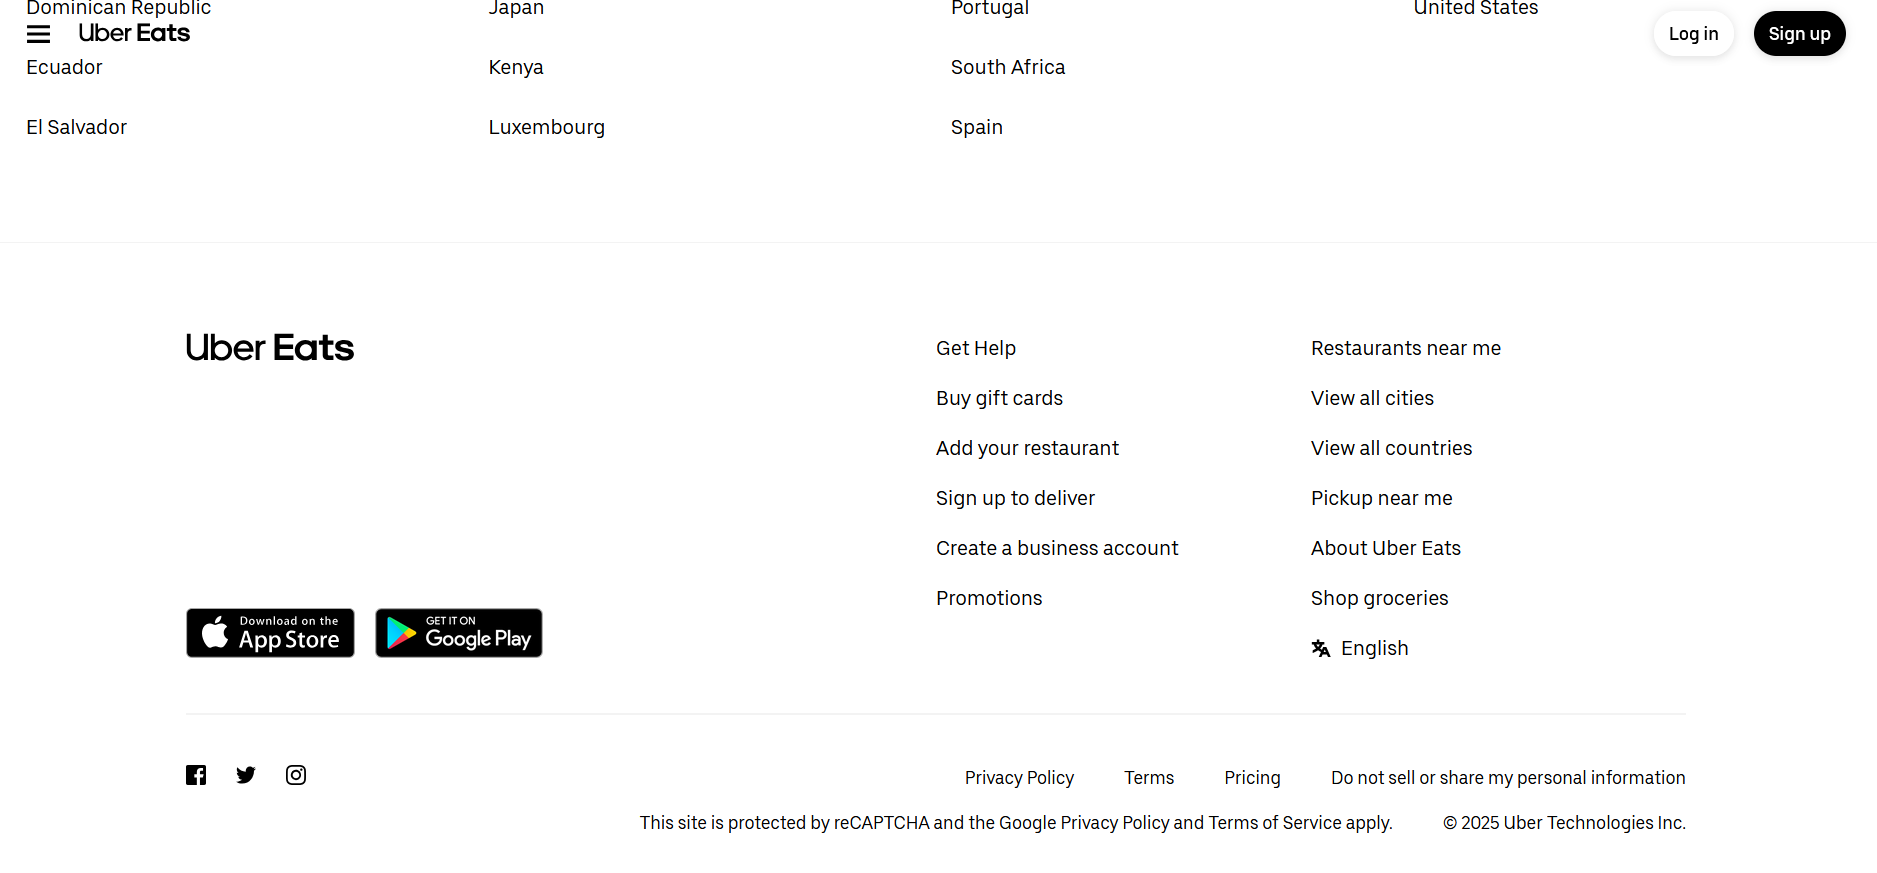 Dominican Republic Japan Portugal United States
Uber Eats Log in Sign up
Ecuador Kenya South Africa
El Salvador Luxembourg Spain
Uber Eats
Get Help Restaurants near me
Buy gift cards View all cities
Add your restaurant View all countries
Sign up to deliver Pickup near me
Create a business account About Uber Eats
Promotions Shop groceries
Download on the App Store
GET IT ON Google Play
English
Privacy Policy Terms Pricing Do not sell or share my personal information
This site is protected by reCAPTCHA and the Google Privacy Policy and Terms of Service apply. © 2025 Uber Technologies Inc.